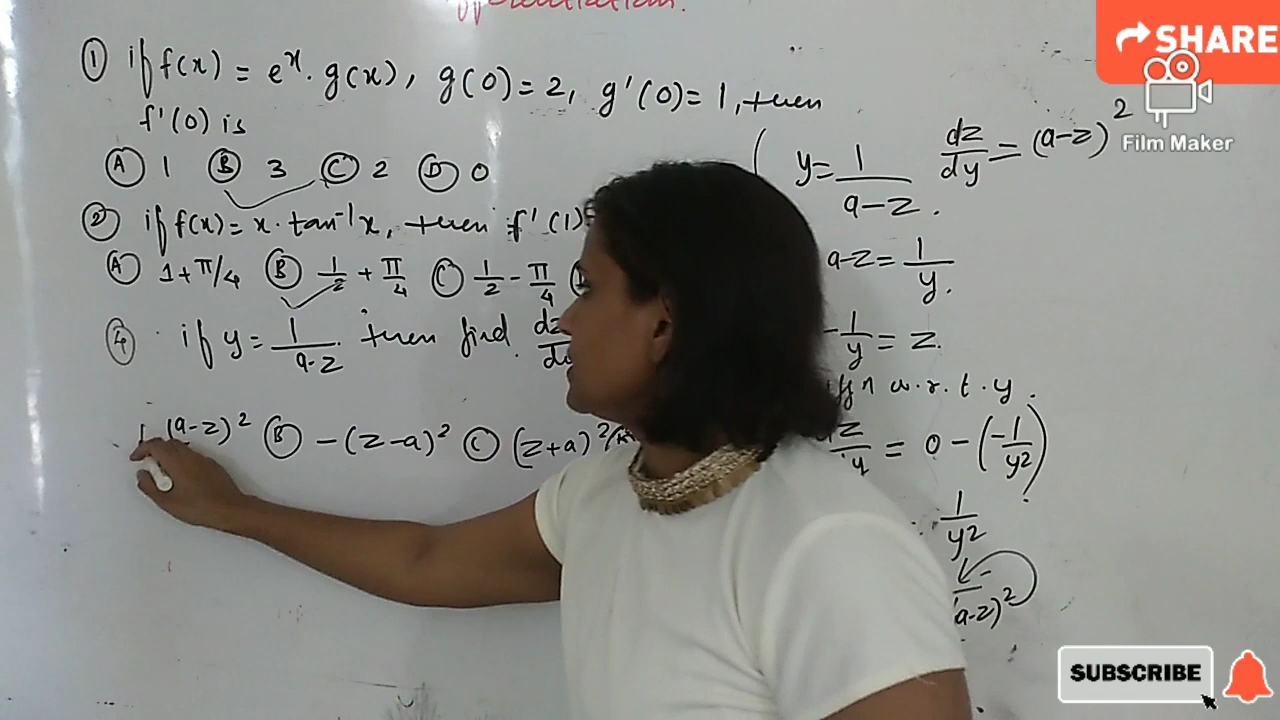 SHARE
Film Maker
① if f(x) = eˣ. g(x), g(0) = 2, g'(0) = 1, then
f'(0) is
Ⓐ 1 Ⓑ 3 Ⓒ 2 Ⓓ 0
② if f(x) = x. tan⁻¹x, then f'(1)
Ⓐ 1+π/4 Ⓑ 1/2 + π/4 Ⓒ 1/2 - π/4
④ if y = 1/(a-z) then find dz
(a-z)² Ⓑ -(z-a)² Ⓒ (z+a)²
y = 1/(a-z). dz/dy = (a-z)²
a-z = 1/y.
-1/y = z.
w.r.t. y.
= 0 - (-1/y²)
1/y²
(a-z)²
SUBSCRIBE